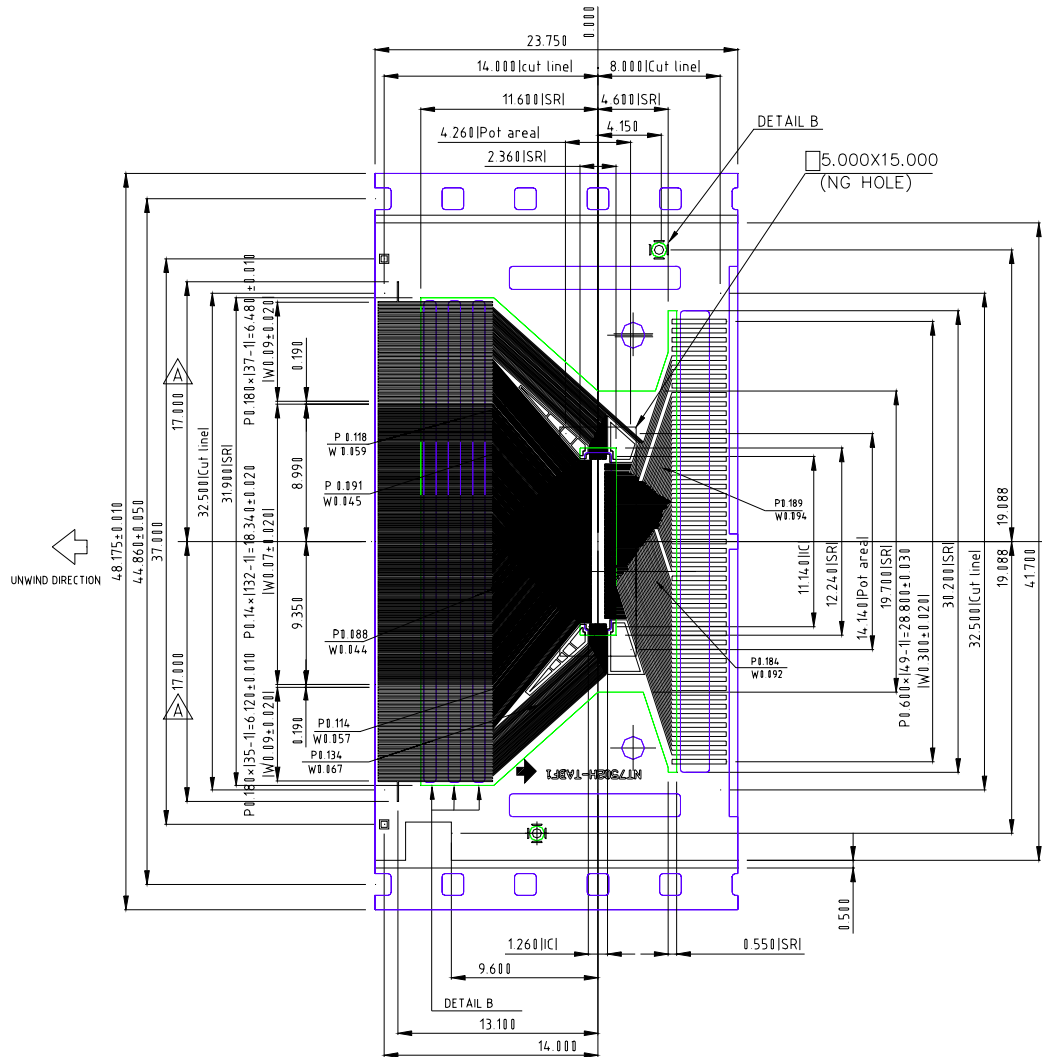 0.000
23.750
14.000(cut line)
8.000(Cut line)
11.600(SR)
4.600(SR)
4.260(Pot area)
4.150
DETAIL B
2.360(SR)
□5.000X15.000
(NG HOLE)
P0.180×(37-1)=6.480±0.010
(W0.09±0.020)
0.190
A
17.000
P 0.118
W 0.059
8.990
P 0.091
W0.045
P0.189
W0.094
19.088
32.500(Cut line)
31.900(SR)
P0.14×(132-1)=18.340±0.020
(W0.07±0.020)
48.175±0.010
44.860±0.050
37.000
UNWIND DIRECTION
11.140(IC)
12.240(SR)
14.140(Pot area)
19.700(SR)
P0.600×(49-1)=28.800±0.030
(W0.300±0.020)
30.200(SR)
32.500(Cut line)
19.088
41.700
9.350
P0.088
W0.044
P0.184
W0.092
17.000
A
P0.180×(35-1)=6.120±0.010
(W0.09±0.020)
0.190
P0.114
W0.057
P0.134
W0.067
NT7502H-TABF1
0.500
1.260(IC)
0.550(SR)
9.600
DETAIL B
13.100
14.000